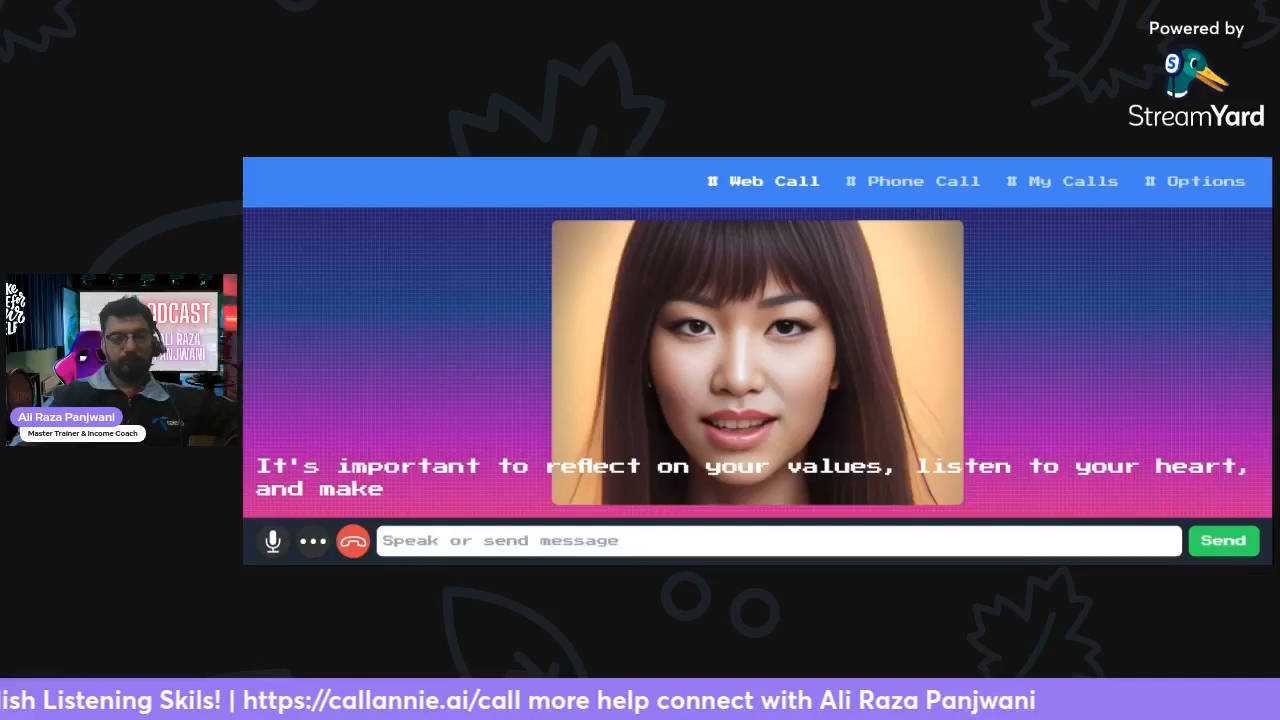 Powered by
StreamYard
# Web Call # Phone Call # My Calls # Options
ODCAST
ALI RAZA
PANJWANI
Ali Raza Panjwani
Master Trainer & Income Coach
It's important to reflect on your values, listen to your heart,
and make
Speak or send message
Send
lish Listening Skils! | https://callannie.ai/call more help connect with Ali Raza Panjwani